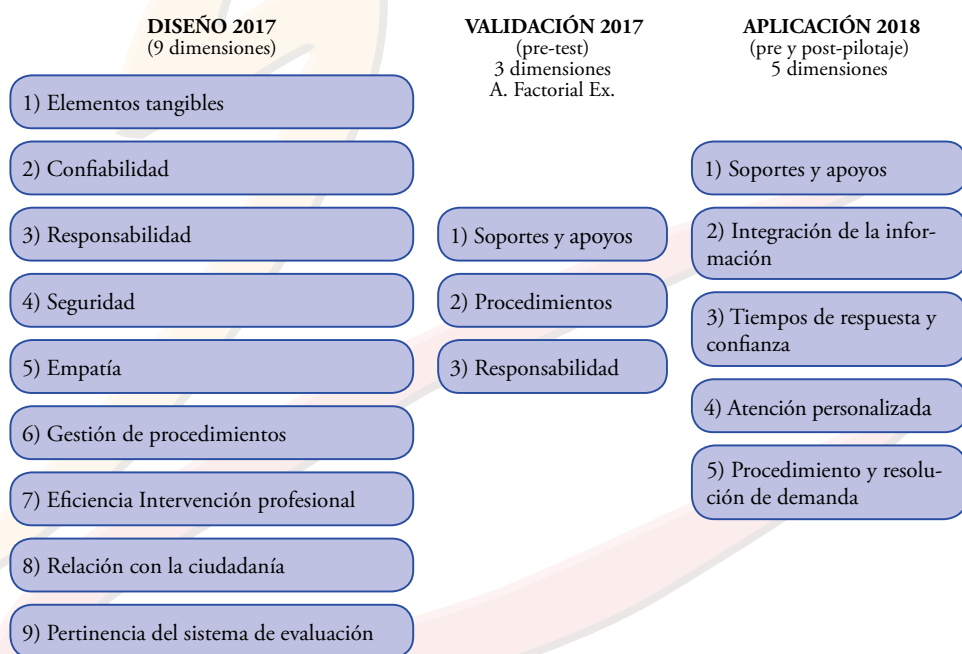 DISEÑO 2017
(9 dimensiones)
1) Elementos tangibles
2) Confiabilidad
3) Responsabilidad
4) Seguridad
5) Empatía
6) Gestión de procedimientos
7) Eficiencia Intervención profesional
8) Relación con la ciudadanía
9) Pertinencia del sistema de evaluación
VALIDACIÓN 2017
(pre-test)
3 dimensiones
A. Factorial Ex.
1) Soportes y apoyos
2) Procedimientos
3) Responsabilidad
APLICACIÓN 2018
(pre y post-pilotaje)
5 dimensiones
1) Soportes y apoyos
2) Integración de la infor-
mación
3) Tiempos de respuesta y
confianza
4) Atención personalizada
5) Procedimiento y resolu-
ción de demanda